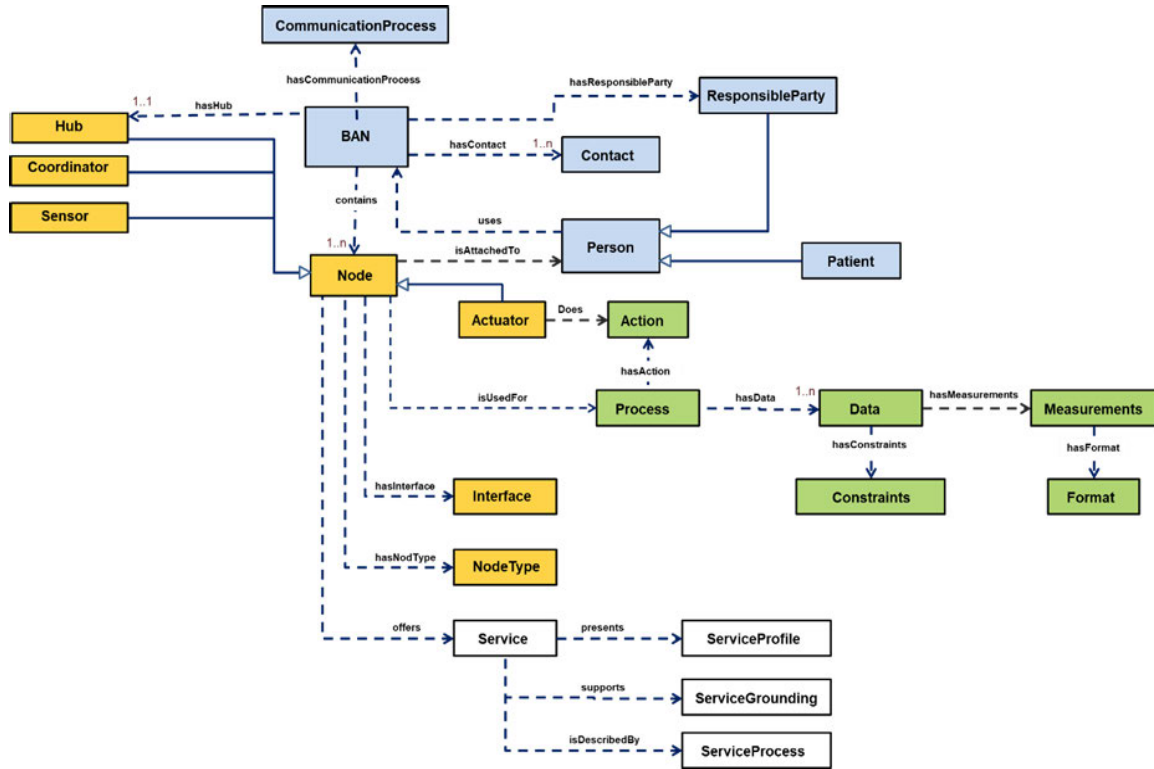 CommunicationProcess
hasCommunicationProcess
hasResponsibleParty
ResponsibleParty
1..1
hasHub
Hub
BAN
hasContact
1..n
Contact
Coordinator
contains
Sensor
uses
1..n
isAttachedTo
Person
Patient
Node
Actuator
Does
Action
hasAction
isUsedFor
Process
hasData
1..n
Data
hasMeasurements
Measurements
hasConstraints
hasFormat
Constraints
Format
hasInterface
Interface
hasNodType
NodeType
offers
Service
presents
ServiceProfile
supports
ServiceGrounding
isDescribedBy
ServiceProcess